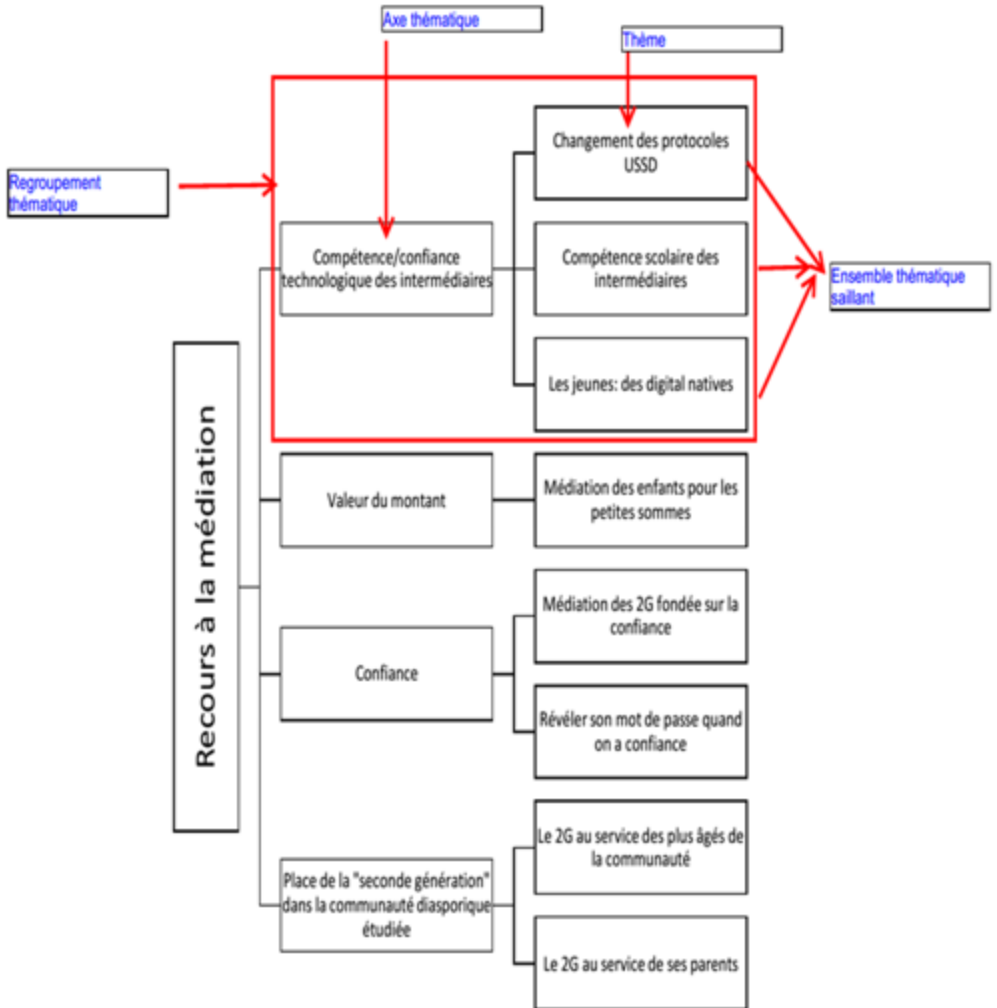 Axe thématique
Thème
Regroupement
thématique
Changement des protocoles
USSD
Compétence/confiance
technologique des intermédiaires
Compétence scolaire des
intermédiaires
Ensemble thématique
saillant
Les jeunes: des digital natives
Recours à la médiation
Valeur du montant
Médiation des enfants pour les
petites sommes
Confiance
Médiation des 2G fondée sur la
confiance
Révéler son mot de passe quand
on a confiance
Place de la "seconde génération"
dans la communauté diasporique
étudiée
Le 2G au service des plus âgés de
la communauté
Le 2G au service de ses parents